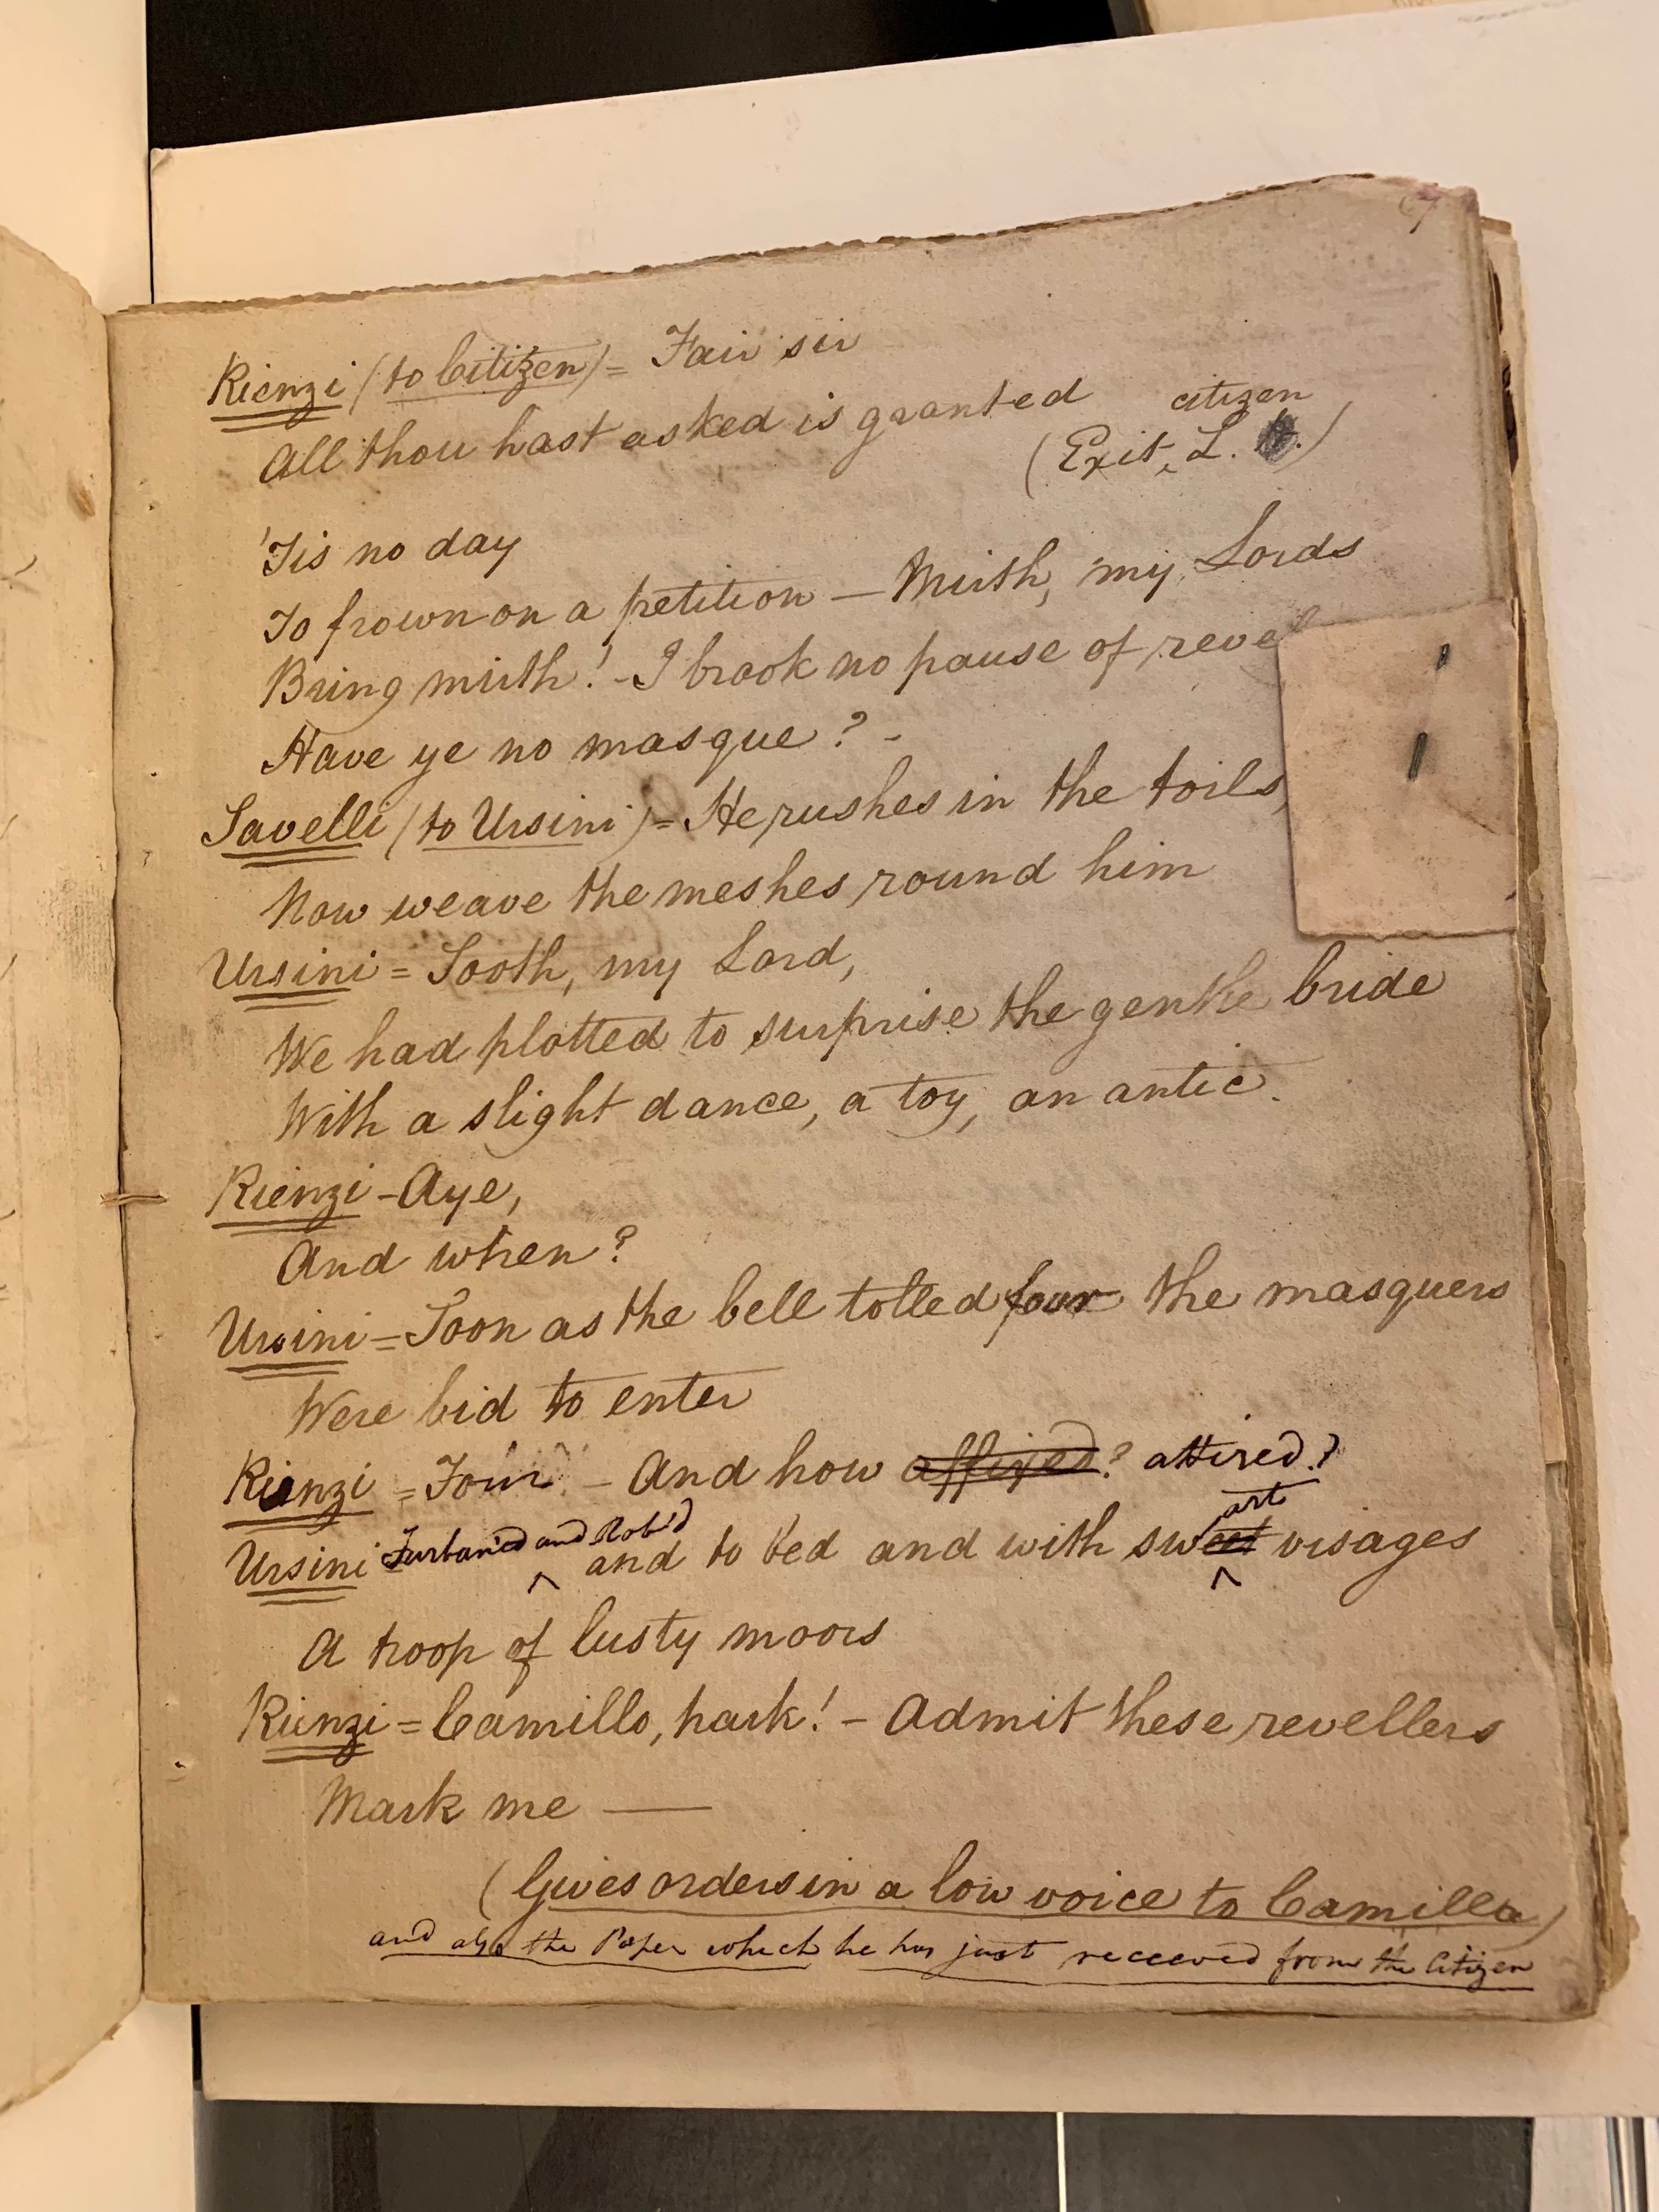 Rienzi (to Citizen) = Fair sir
All thou hast asked is granted
citizen
(Exit, L.
'Tis no day
To frown on a petition — Mirth, my Lords
Bring mirth! - I brook no pause of revel
Have ye no masque? -
Savelli (to Ursini) = He rushes in the toils,
Now weave the meshes round him
Ursini = Sooth, my Lord,
We had plotted to surprise the gentle bride
With a slight dance, a toy, an antic.
Rienzi - Aye,
And when?
Ursini = Soon as the bell tolled four the masquers
Were bid to enter
Rienzi = Four - And how affixed? attired?
Turbaned and Rob'd
art
Ursini and to ted and with sweet visages
A troop of lusty moors
Rienzi = Camillo, hark! - Admit these revellers
Mark me —
(Gives orders in a low voice to Camillo)
and also the Paper which he has just received from the Citizen